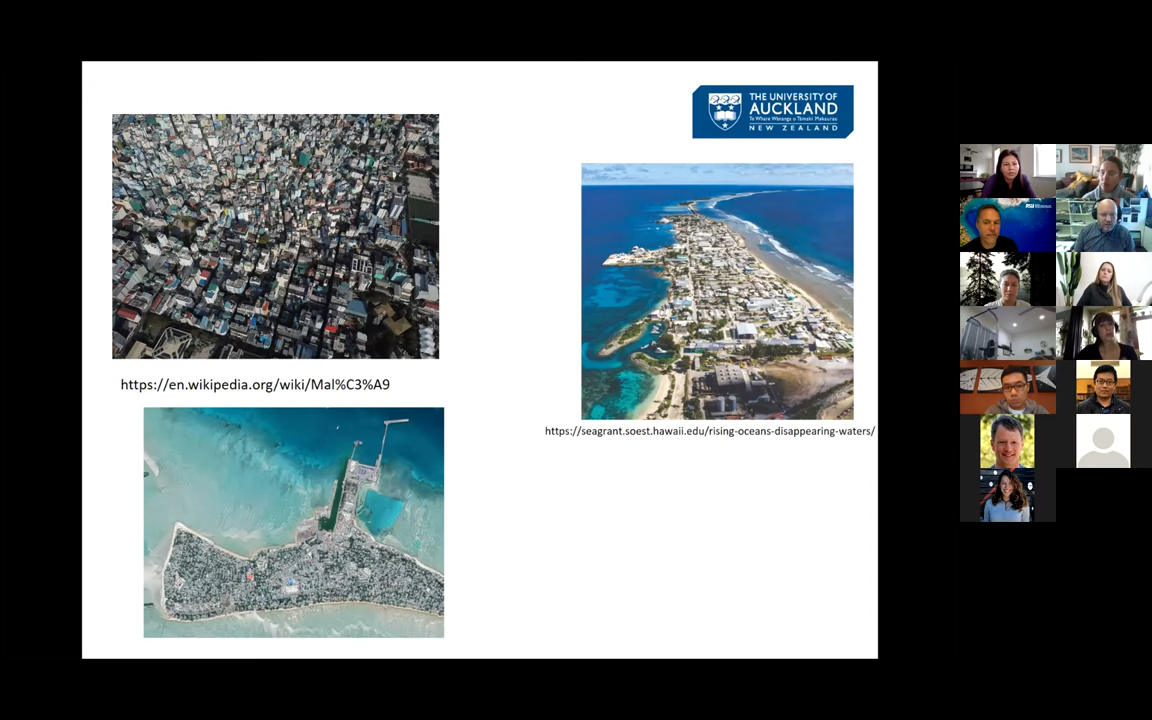 THE UNIVERSITY OF
AUCKLAND
Te Whare Wānanga o Tāmaki Makaurau
NEW ZEALAND
https://en.wikipedia.org/wiki/Mal%C3%A9
https://seagrant.soest.hawaii.edu/rising-oceans-disappearing-waters/
ASU